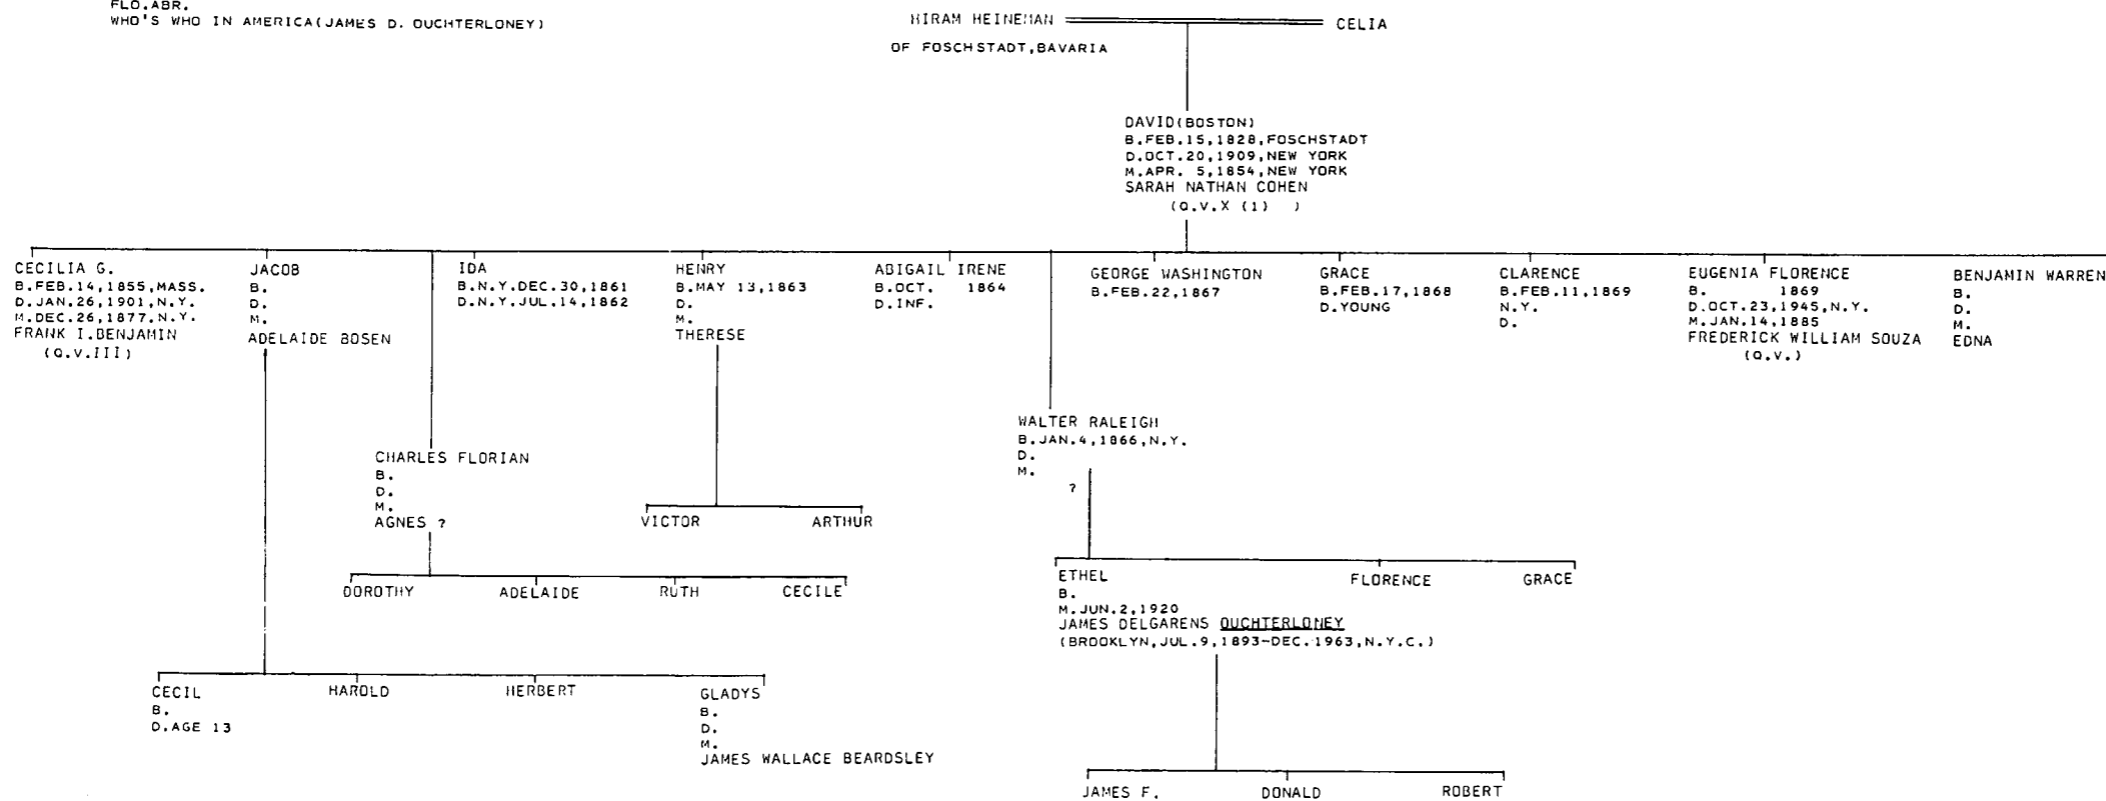 FLO.ABR.
WHO'S WHO IN AMERICA(JAMES D. OUCHTERLONEY)
HIRAM HEINEMAN
CELIA
OF FOSCHSTADT,BAVARIA
DAVID(BOSTON)
B.FEB.15,1828,FOSCHSTADT
D.OCT.20,1909,NEW YORK
M.APR. 5,1854,NEW YORK
SARAH NATHAN COHEN
(Q.V.X (1) )
CECILIA G.
B.FEB.14,1855,MASS.
D.JAN.26,1901,N.Y.
M.DEC.26,1877,N.Y.
FRANK I.BENJAMIN
(Q.V.III)
JACOB
B.
D.
M.
ADELAIDE BOSEN
IDA
B.N.Y.DEC.30,1861
D.N.Y.JUL.14,1862
HENRY
B.MAY 13,1863
D.
M.
THERESE
ABIGAIL IRENE
B.OCT. 1864
D.INF.
GEORGE WASHINGTON
B.FEB.22,1867
GRACE
B.FEB.17,1868
D.YOUNG
CLARENCE
B.FEB.11,1869
N.Y.
D.
EUGENIA FLORENCE
B. 1869
D.OCT.23,1945,N.Y.
M.JAN.14,1885
FREDERICK WILLIAM SOUZA
(Q.V.)
BENJAMIN WARREN
B.
D.
M.
EDNA
WALTER RALEIGH
B.JAN.4,1866,N.Y.
D.
M.
?
CHARLES FLORIAN
B.
D.
M.
AGNES ?
VICTOR
ARTHUR
DOROTHY
ADELAIDE
RUTH
CECILE
ETHEL
B.
M.JUN.2,1920
JAMES DELGARENS OUCHTERLONEY
(BROOKLYN,JUL.9,1893-DEC.1963,N.Y.C.)
FLORENCE
GRACE
CECIL
B.
D.AGE 13
HAROLD
HERBERT
GLADYS
B.
D.
M.
JAMES WALLACE BEARDSLEY
JAMES F.
DONALD
ROBERT